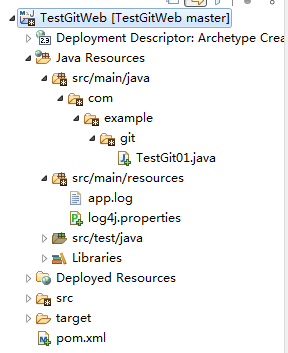 TestGitWeb [TestGitWeb master]
Deployment Descriptor: Archetype Crea
Java Resources
src/main/java
com
example
git
TestGit01.java
src/main/resources
app.log
log4j.properties
src/test/java
Libraries
Deployed Resources
src
target
pom.xml